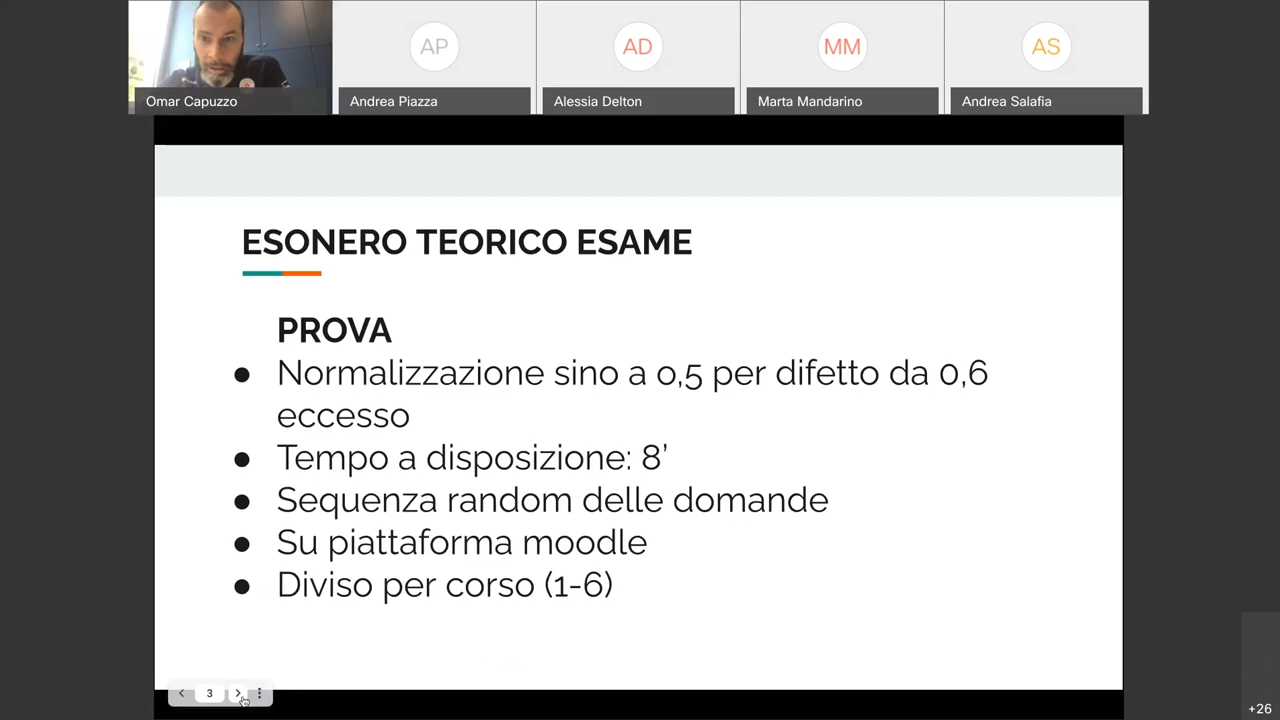 AP
AD
MM
AS
Omar Capuzzo
Andrea Piazza
Alessia Delton
Marta Mandarino
Andrea Salafia
ESONERO TEORICO ESAME
PROVA
● Normalizzazione sino a 0,5 per difetto da 0,6
eccesso
● Tempo a disposizione: 8’
● Sequenza random delle domande
● Su piattaforma moodle
● Diviso per corso (1-6)
3
+26